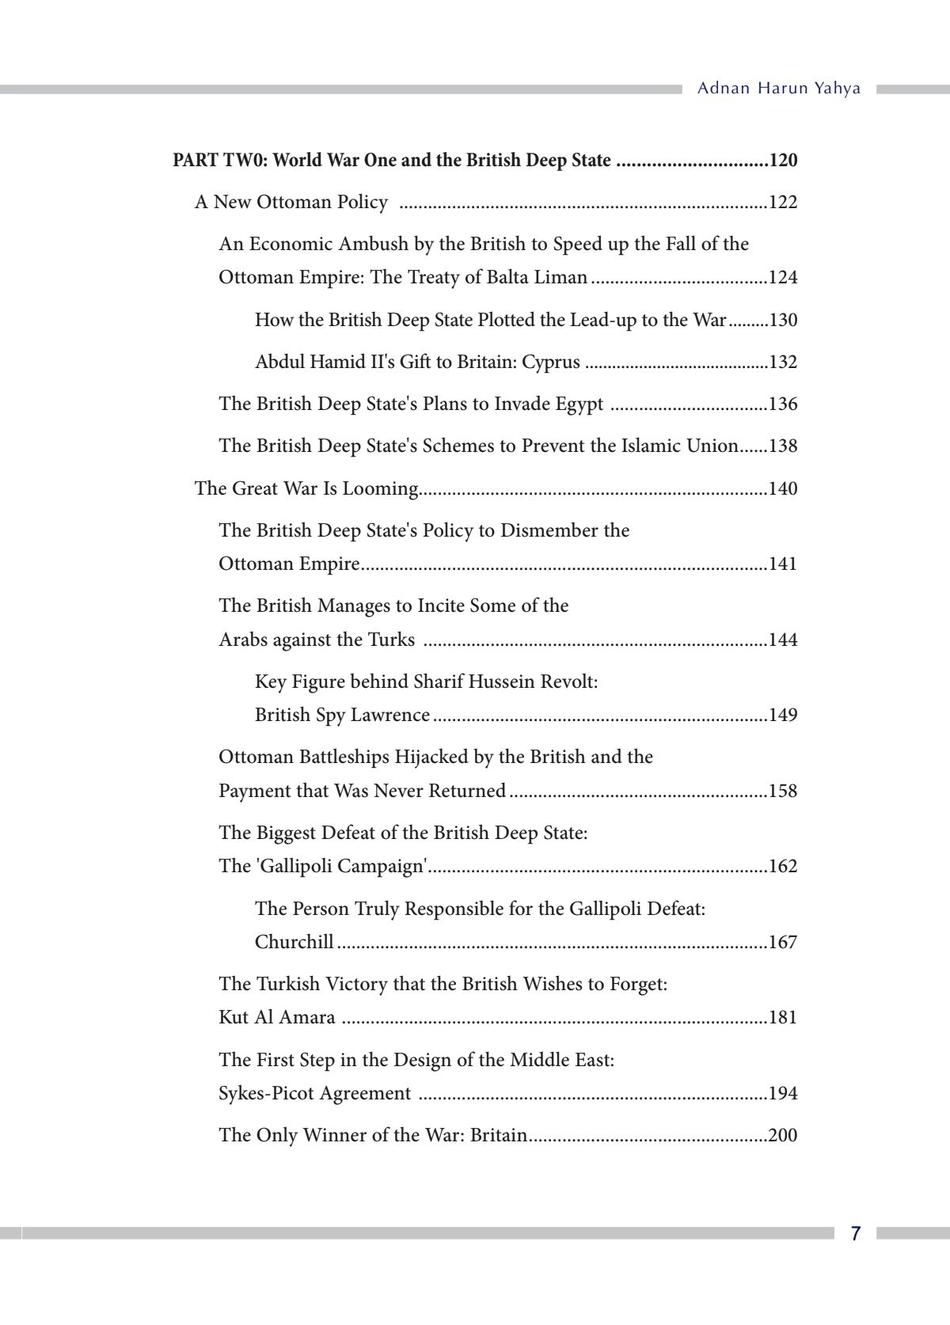 Adnan Harun Yahya
PART TW0: World War One and the British Deep State ..............................120
A New Ottoman Policy .............................................................................122
An Economic Ambush by the British to Speed up the Fall of the
Ottoman Empire: The Treaty of Balta Liman.....................................124
How the British Deep State Plotted the Lead-up to the War.........130
Abdul Hamid II's Gift to Britain: Cyprus .........................................132
The British Deep State's Plans to Invade Egypt .................................136
The British Deep State's Schemes to Prevent the Islamic Union......138
The Great War Is Looming.........................................................................140
The British Deep State's Policy to Dismember the
Ottoman Empire.....................................................................................141
The British Manages to Incite Some of the
Arabs against the Turks ........................................................................144
Key Figure behind Sharif Hussein Revolt:
British Spy Lawrence......................................................................149
Ottoman Battleships Hijacked by the British and the
Payment that Was Never Returned......................................................158
The Biggest Defeat of the British Deep State:
The 'Gallipoli Campaign'.......................................................................162
The Person Truly Responsible for the Gallipoli Defeat:
Churchill..........................................................................................167
The Turkish Victory that the British Wishes to Forget:
Kut Al Amara .........................................................................................181
The First Step in the Design of the Middle East:
Sykes-Picot Agreement .........................................................................194
The Only Winner of the War: Britain..................................................200
7